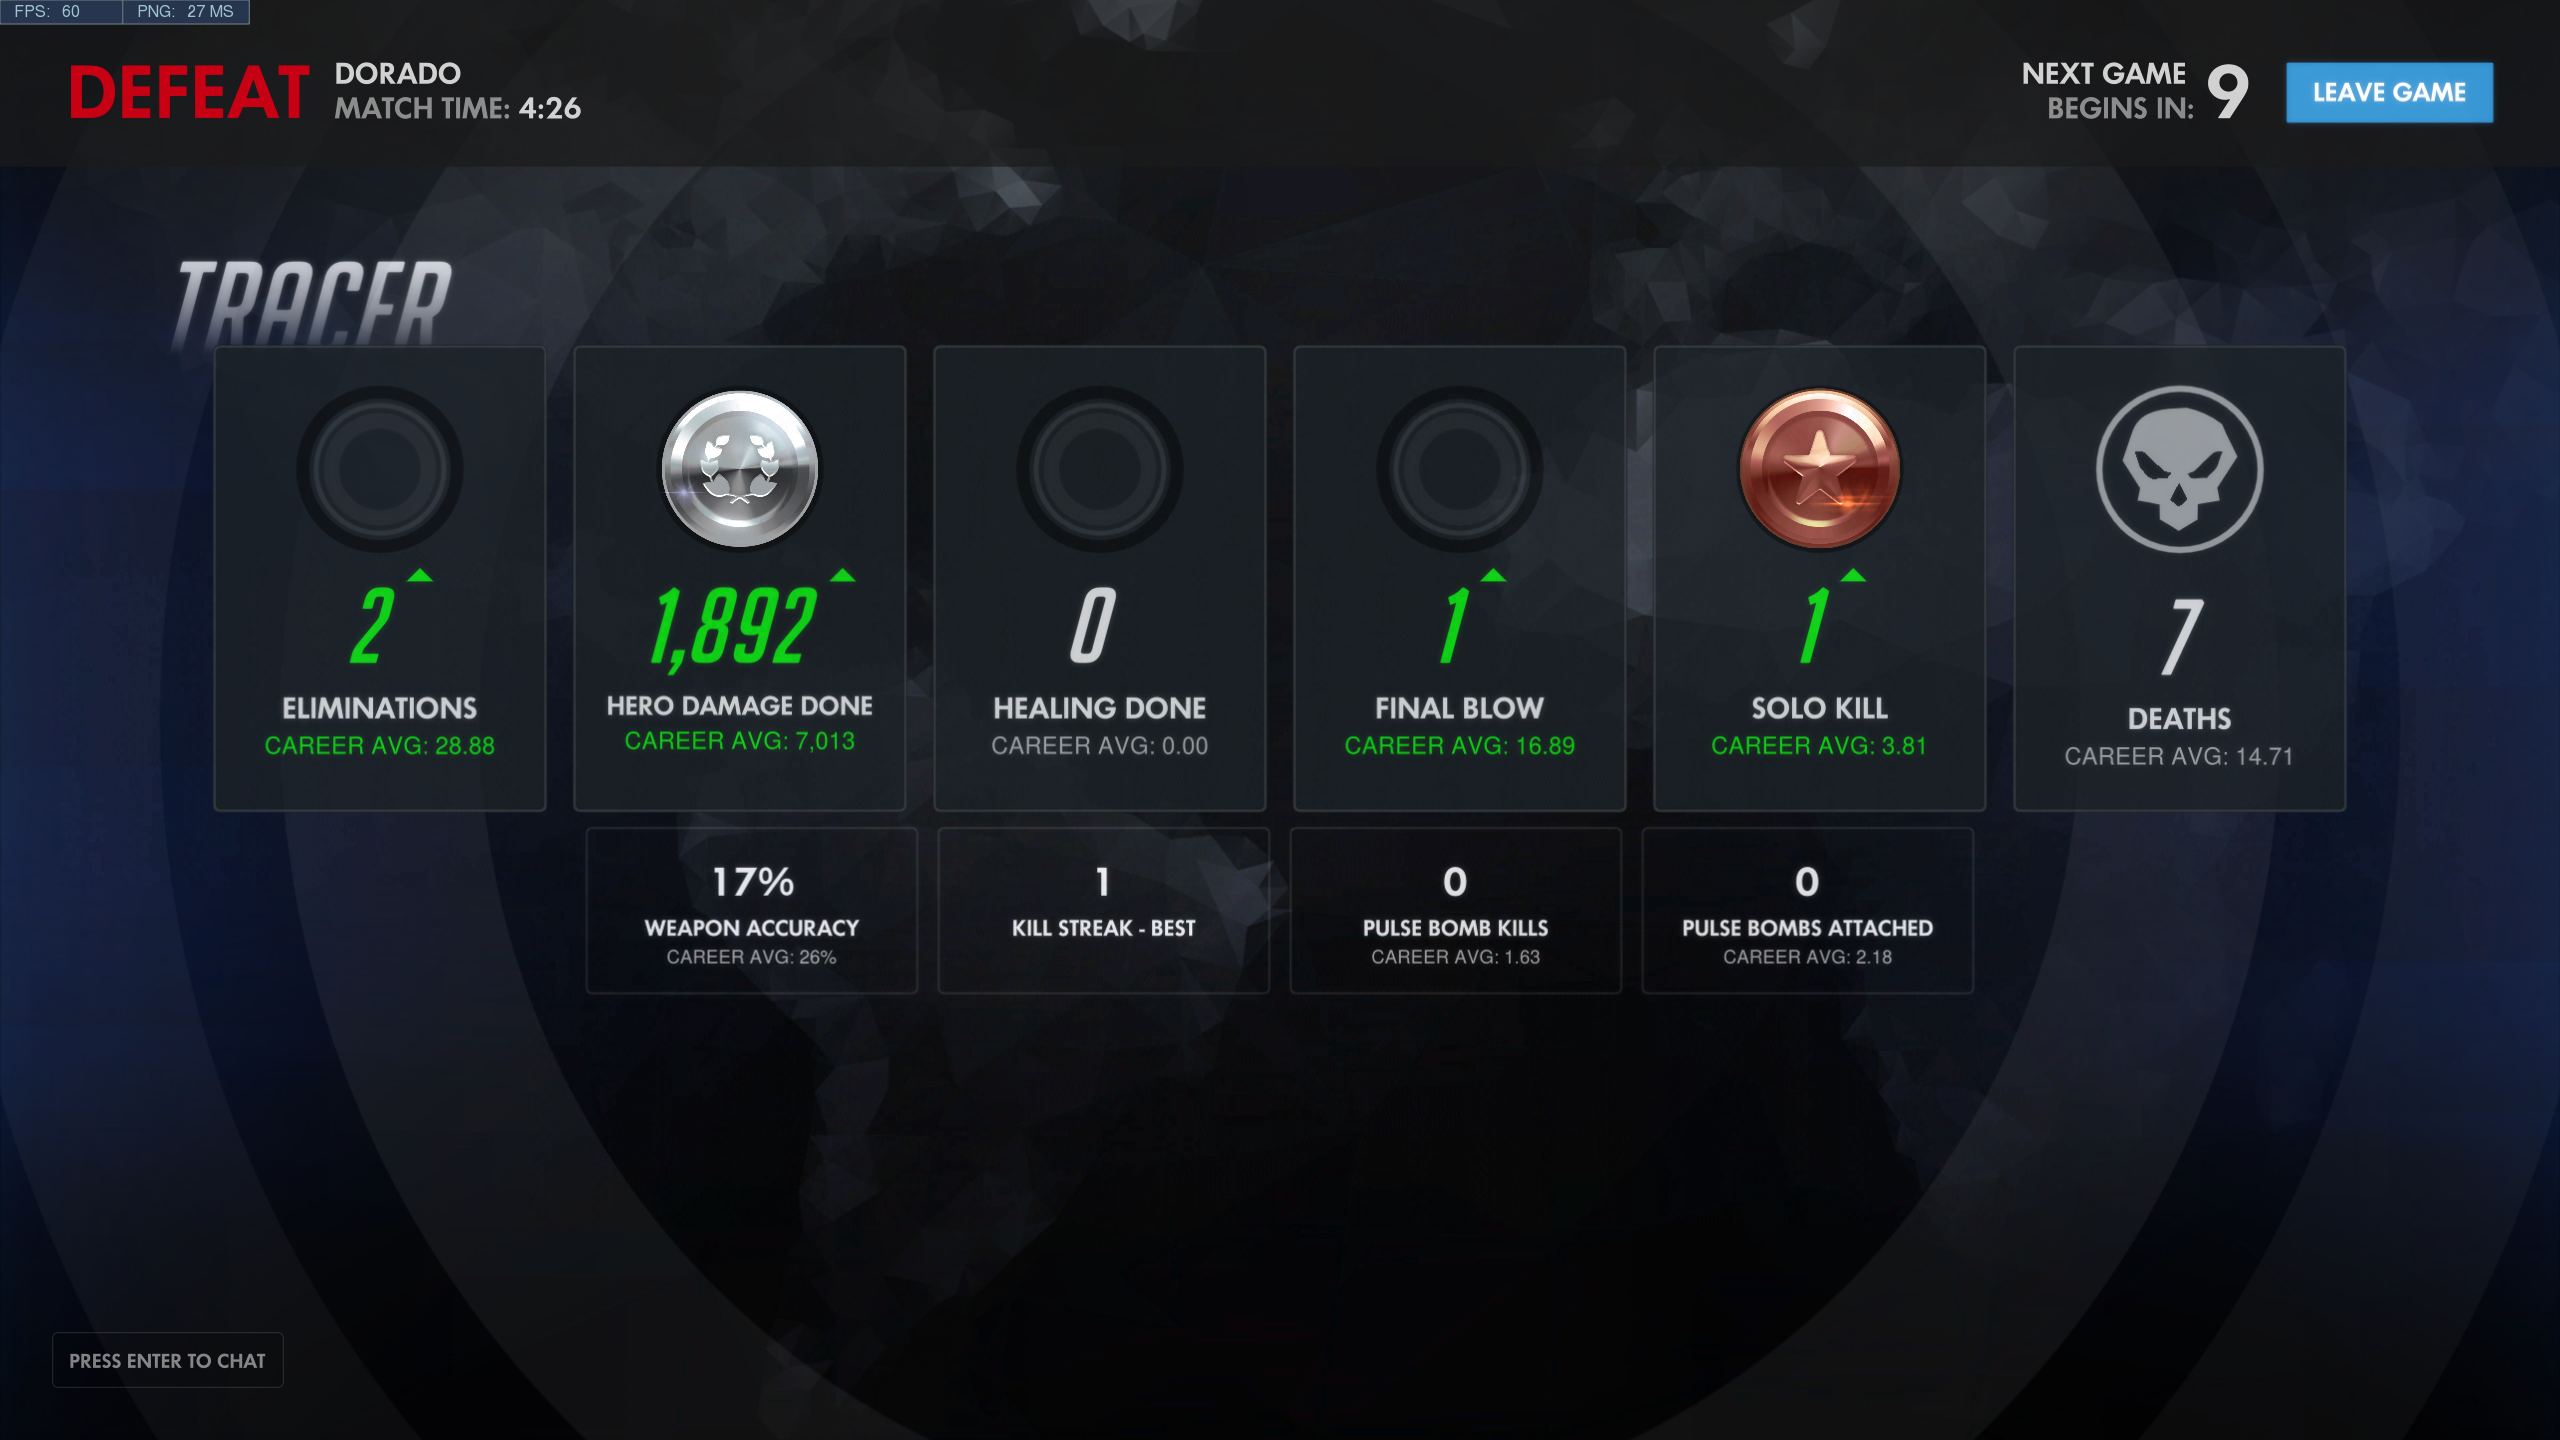 FPS: 60 PNG: 27 MS
DEFEAT
DORADO
MATCH TIME: 4:26
NEXT GAME
BEGINS IN: 9
LEAVE GAME
TRACER
2
ELIMINATIONS
CAREER AVG: 28.88
1,892
HERO DAMAGE DONE
CAREER AVG: 7,013
0
HEALING DONE
CAREER AVG: 0.00
1
FINAL BLOW
CAREER AVG: 16.89
1
SOLO KILL
CAREER AVG: 3.81
7
DEATHS
CAREER AVG: 14.71
17%
WEAPON ACCURACY
CAREER AVG: 26%
1
KILL STREAK - BEST
0
PULSE BOMB KILLS
CAREER AVG: 1.63
0
PULSE BOMBS ATTACHED
CAREER AVG: 2.18
PRESS ENTER TO CHAT